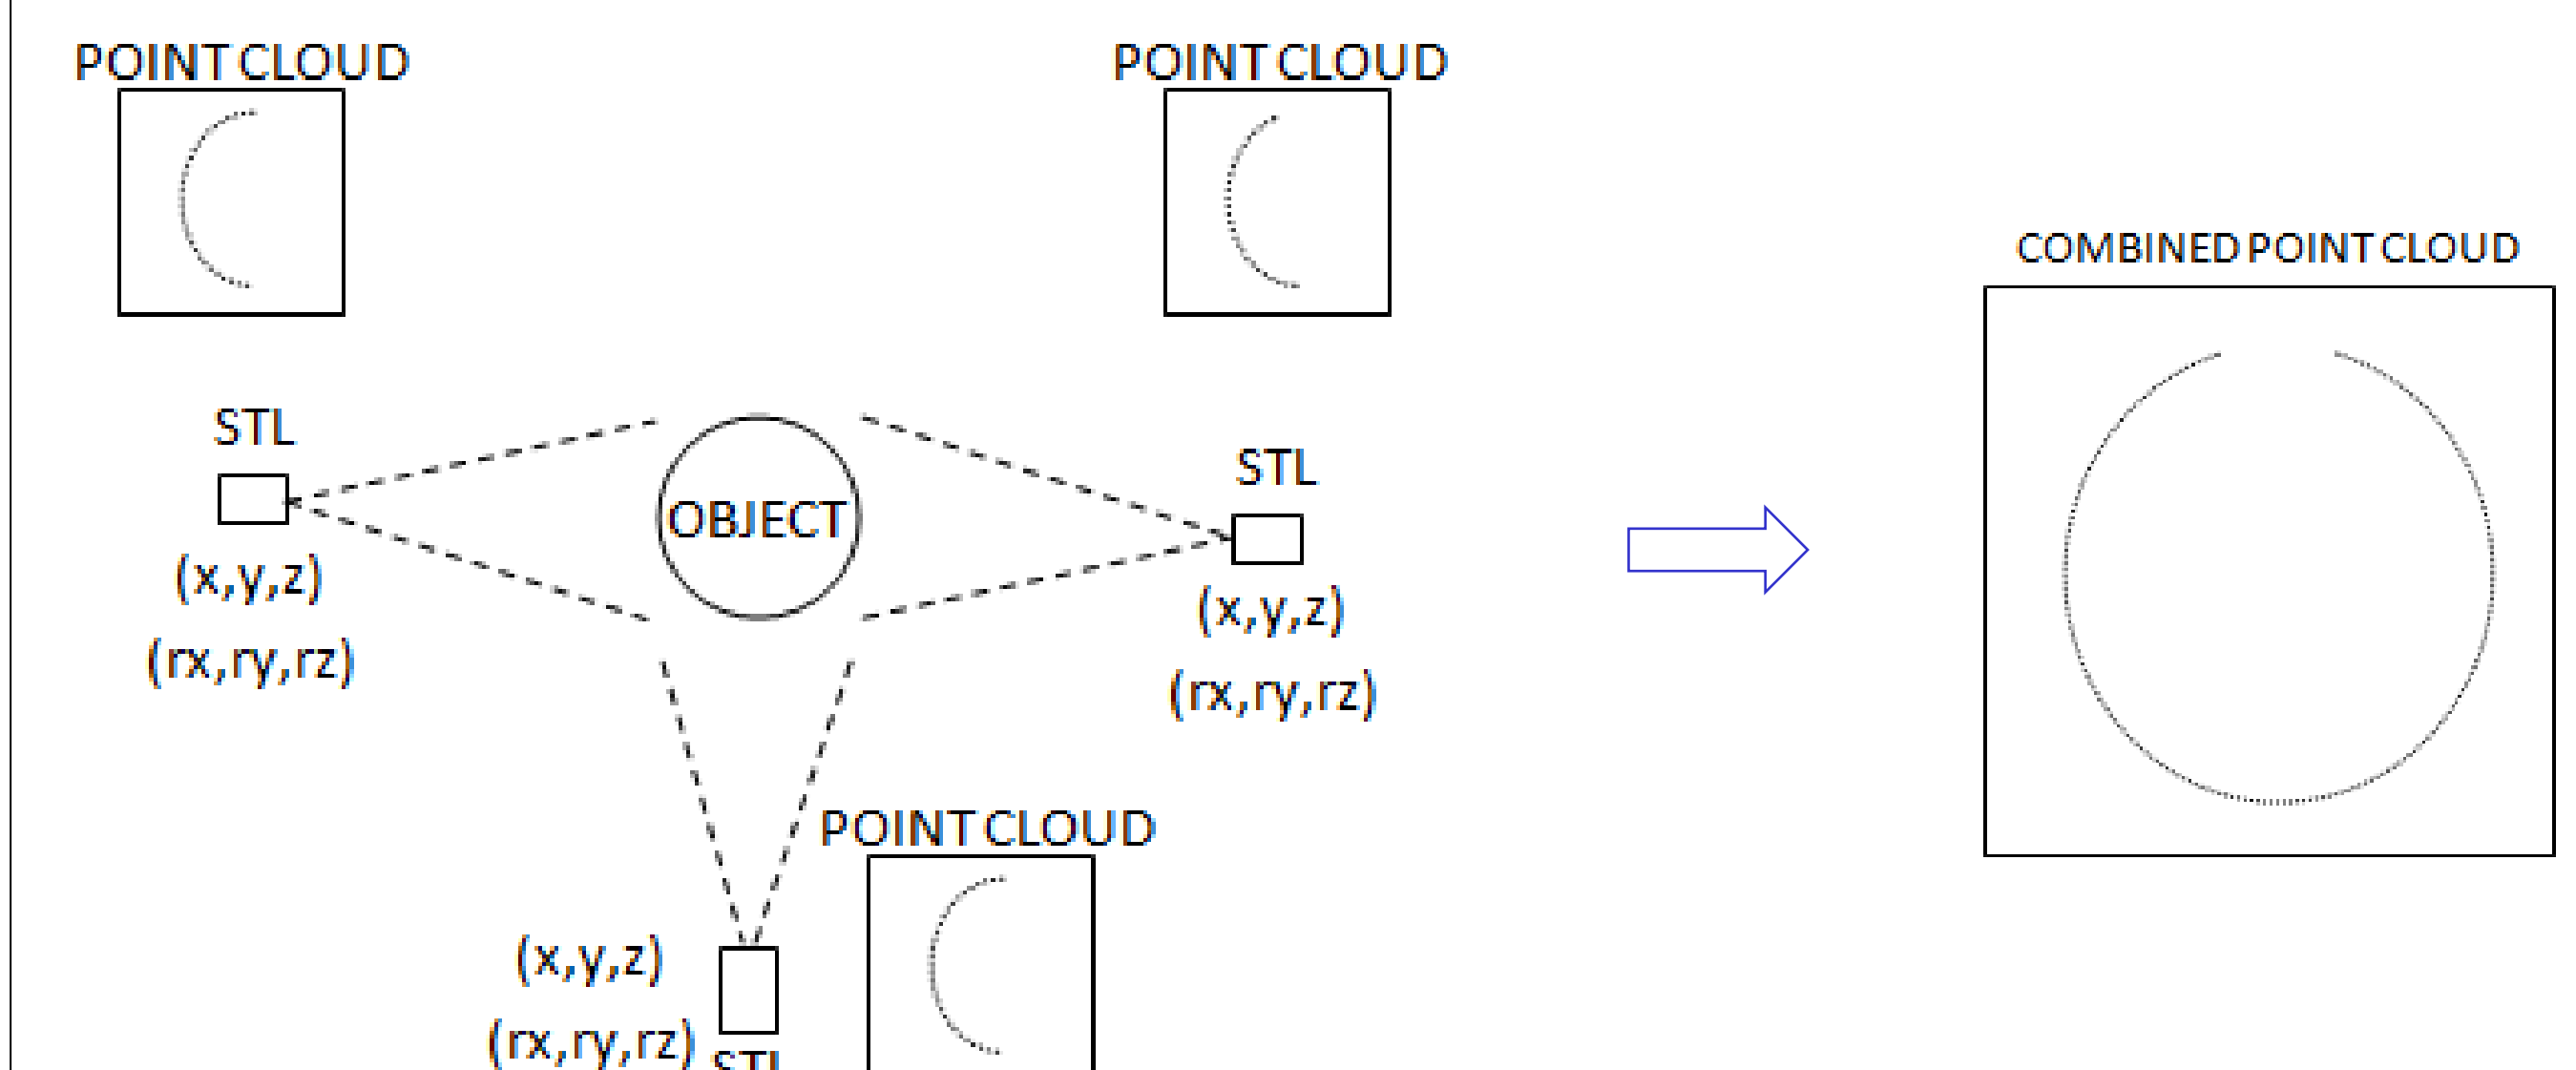 POINT CLOUD
POINT CLOUD
COMBINED POINT CLOUD
STL
OBJECT
STL
(x,y,z)
(rx,ry,rz)
(x,y,z)
(rx,ry,rz)
POINT CLOUD
(x,y,z)
(rx,ry,rz)
STL